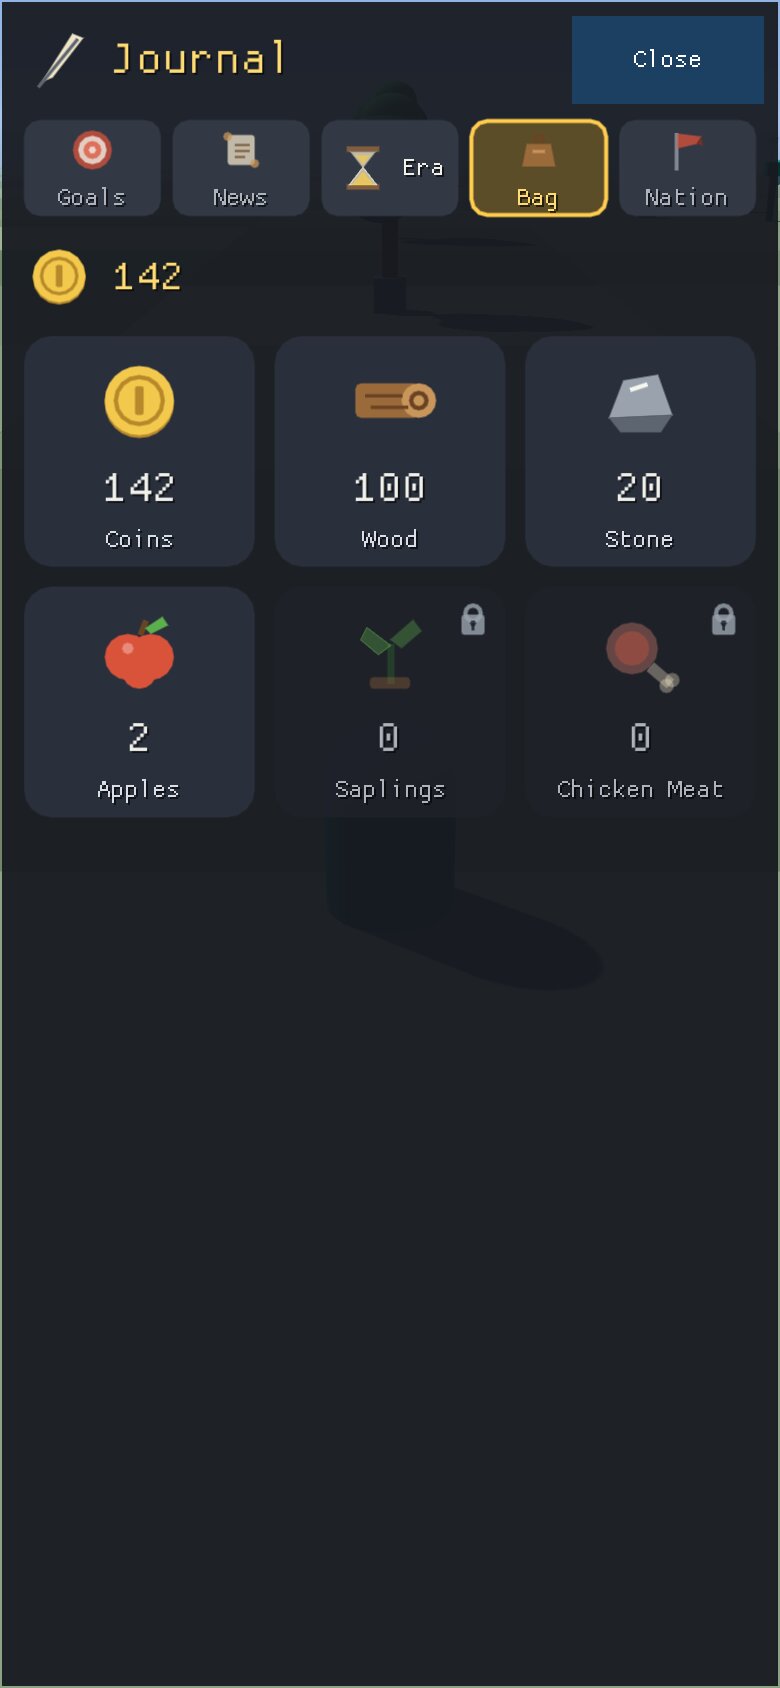 Journal
Close
Goals
News
Era
Bag
Nation
142
142
100
20
Coins
Wood
Stone
2
0
0
Apples
Saplings
Chicken Meat